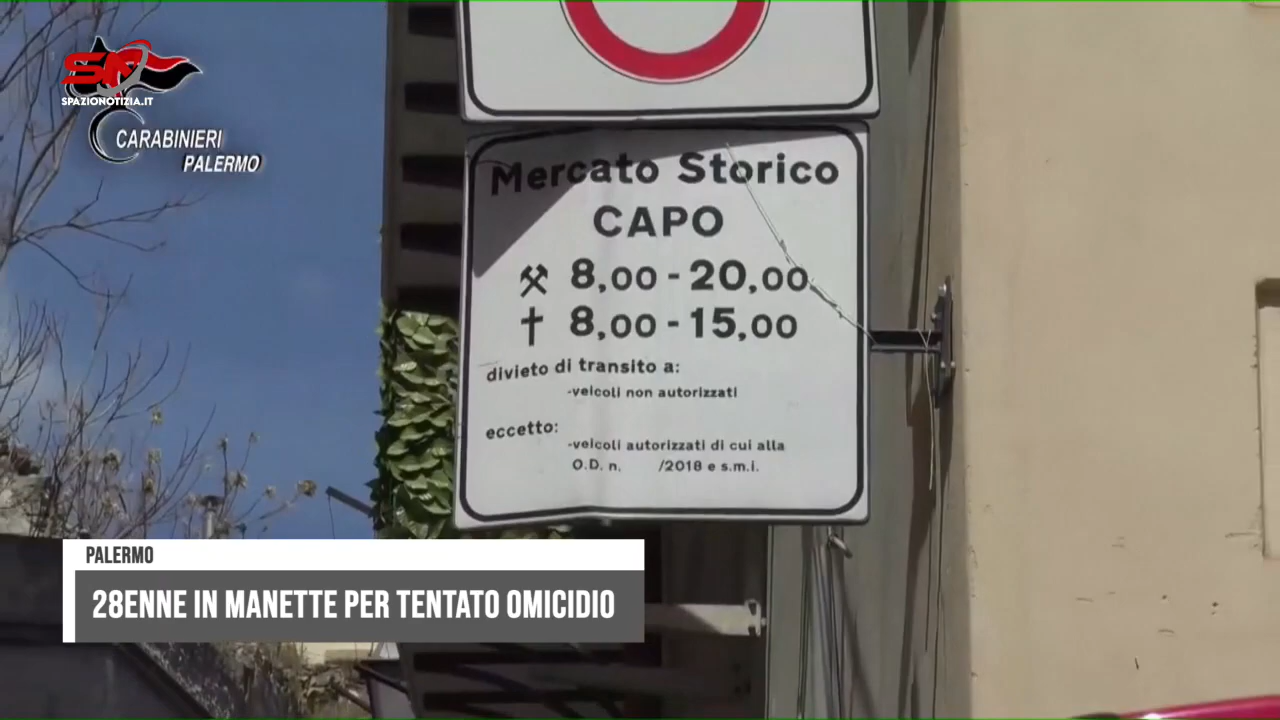 SN
SPAZIONOTIZIA.IT
CARABINIERI
PALERMO
Mercato Storico
CAPO
8,00 - 20,00
8,00 - 15,00
divieto di transito a:
-veicoli non autorizzati
eccetto:
-veicoli autorizzati di cui alla
O.D. n. /2018 e s.m.i.
PALERMO
28ENNE IN MANETTE PER TENTATO OMICIDIO